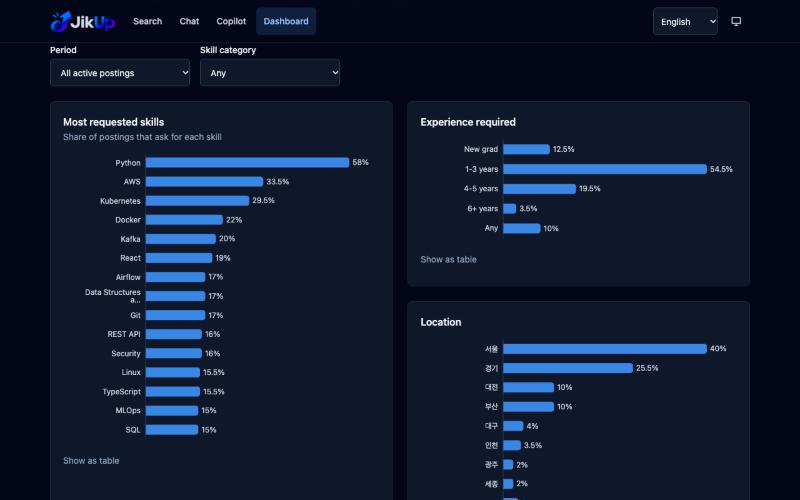 JikUp
Search
Chat
Copilot
Dashboard
English
Period
Skill category
All active postings
Any
Most requested skills
Share of postings that ask for each skill
Python 58%
AWS 33.5%
Kubernetes 29.5%
Docker 22%
Kafka 20%
React 19%
Airflow 17%
Data Structures
a... 17%
Git 17%
REST API 16%
Security 16%
Linux 15.5%
TypeScript 15.5%
MLOps 15%
SQL 15%
Show as table
Experience required
New grad 12.5%
1-3 years 54.5%
4-5 years 19.5%
6+ years 3.5%
Any 10%
Show as table
Location
서울 40%
경기 25.5%
대전 10%
부산 10%
대구 4%
인천 3.5%
광주 2%
세종 2%